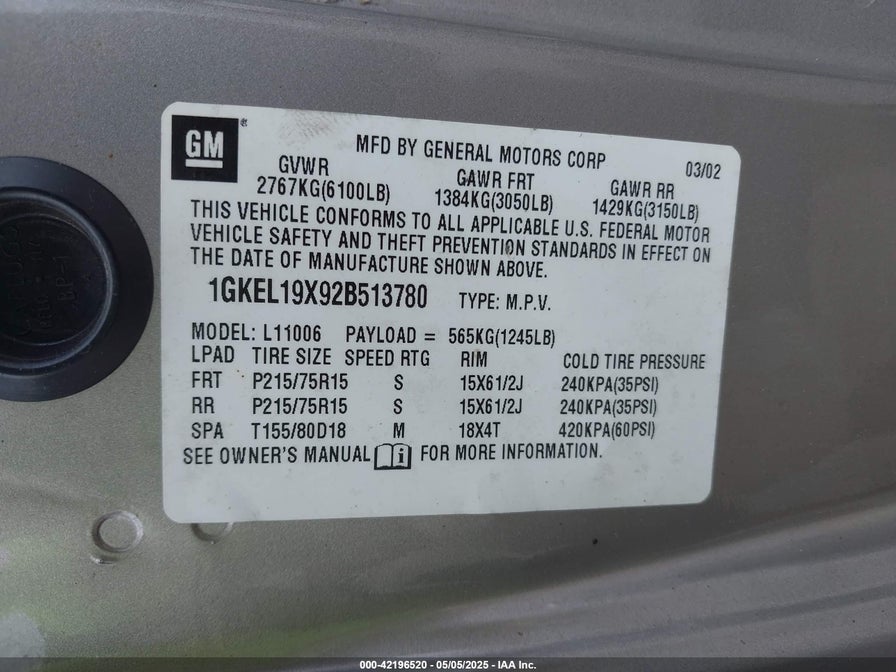 GM
MFD BY GENERAL MOTORS CORP 03/02
GVWR GAWR FRT GAWR RR
2767KG(6100LB) 1384KG(3050LB) 1429KG(3150LB)
THIS VEHICLE CONFORMS TO ALL APPLICABLE U.S. FEDERAL MOTOR
VEHICLE SAFETY AND THEFT PREVENTION STANDARDS IN EFFECT ON
THE DATE OF MANUFACTURE SHOWN ABOVE.
1GKEL19X92B513780 TYPE: M.P.V.
MODEL: L11006 PAYLOAD = 565KG(1245LB)
LPAD TIRE SIZE SPEED RTG RIM COLD TIRE PRESSURE
FRT P215/75R15 S 15X61/2J 240KPA(35PSI)
RR P215/75R15 S 15X61/2J 240KPA(35PSI)
SPA T155/80D18 M 18X4T 420KPA(60PSI)
SEE OWNER'S MANUAL i FOR MORE INFORMATION.
BP-1
000-42196520 - 05/05/2025 - IAA Inc.